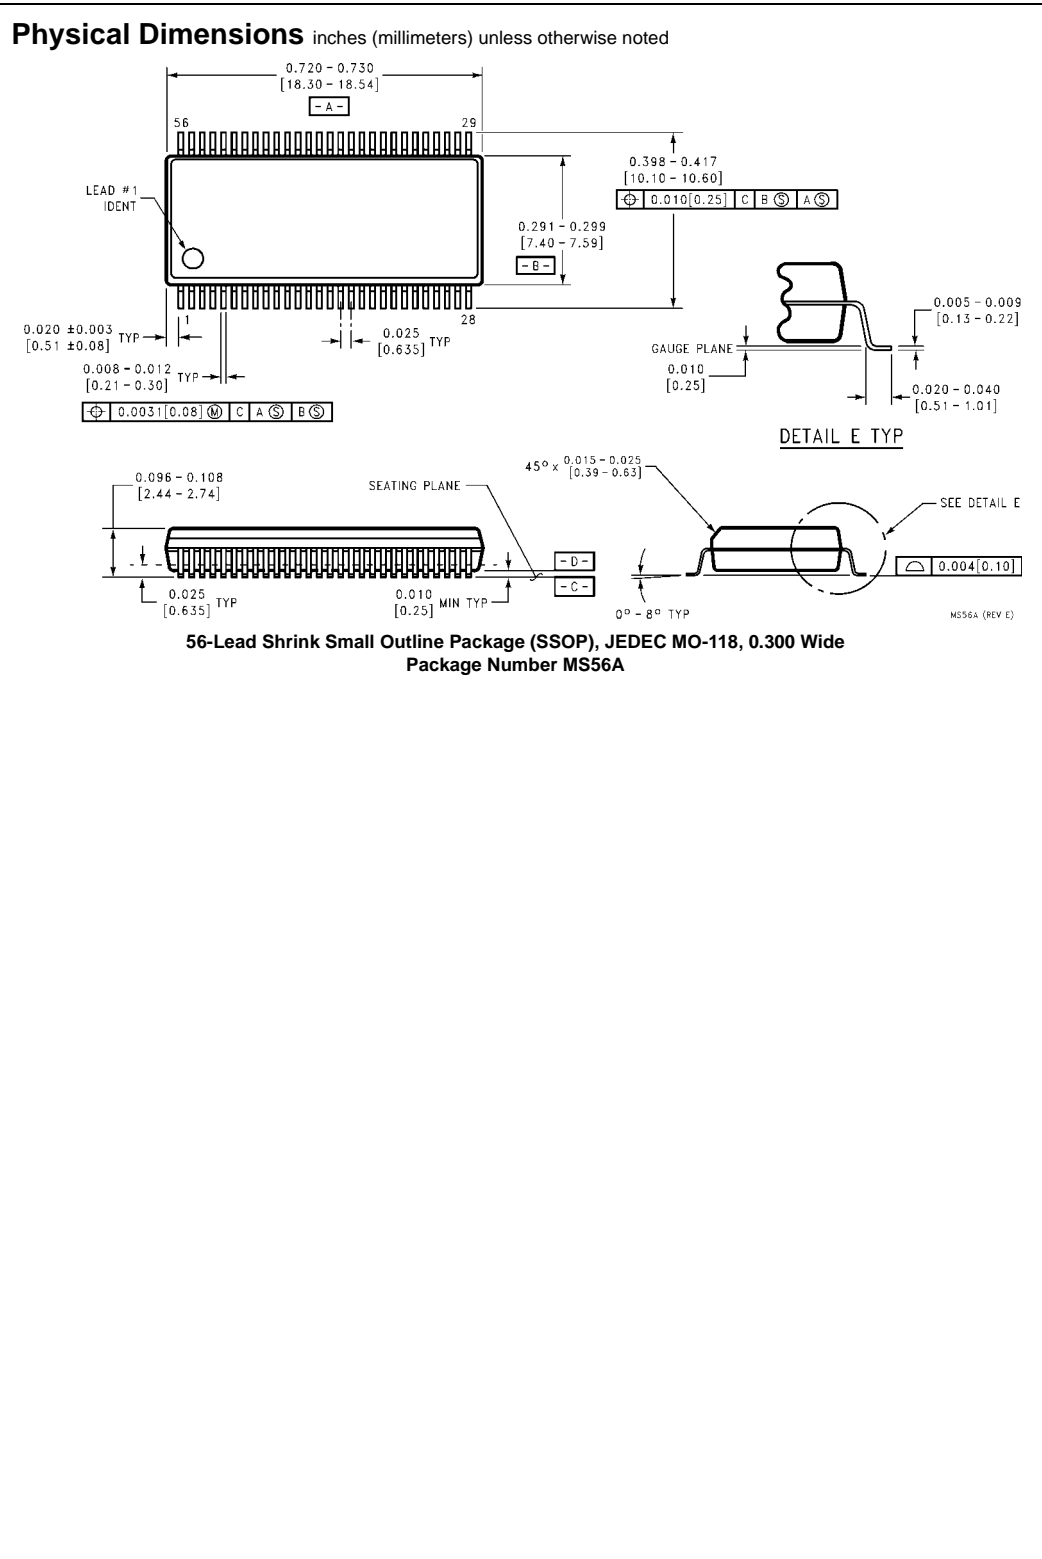 Physical Dimensions inches (millimeters) unless otherwise noted
0.720 – 0.730
[18.30 – 18.54]
- A -
56
29
0.398 – 0.417
[10.10 – 10.60]
⌖ 0.010[0.25] C B Ⓢ A Ⓢ
LEAD #1
IDENT
0.291 – 0.299
[7.40 – 7.59]
- B -
1
28
0.020 ±0.003
[0.51 ±0.08] TYP
0.025
[0.635] TYP
0.008 – 0.012
[0.21 – 0.30] TYP
⌖ 0.0031[0.08] Ⓜ C A Ⓢ B Ⓢ
0.005 – 0.009
[0.13 – 0.22]
GAUGE PLANE
0.010
[0.25]
0.020 – 0.040
[0.51 – 1.01]
DETAIL E TYP
0.096 – 0.108
[2.44 – 2.74]
SEATING PLANE
45° x 0.015 – 0.025
[0.39 – 0.63]
SEE DETAIL E
- D -
- C -
0.004[0.10]
0.025
[0.635] TYP
0.010
[0.25] MIN TYP
0° – 8° TYP
MS56A (REV E)
56-Lead Shrink Small Outline Package (SSOP), JEDEC MO-118, 0.300 Wide
Package Number MS56A